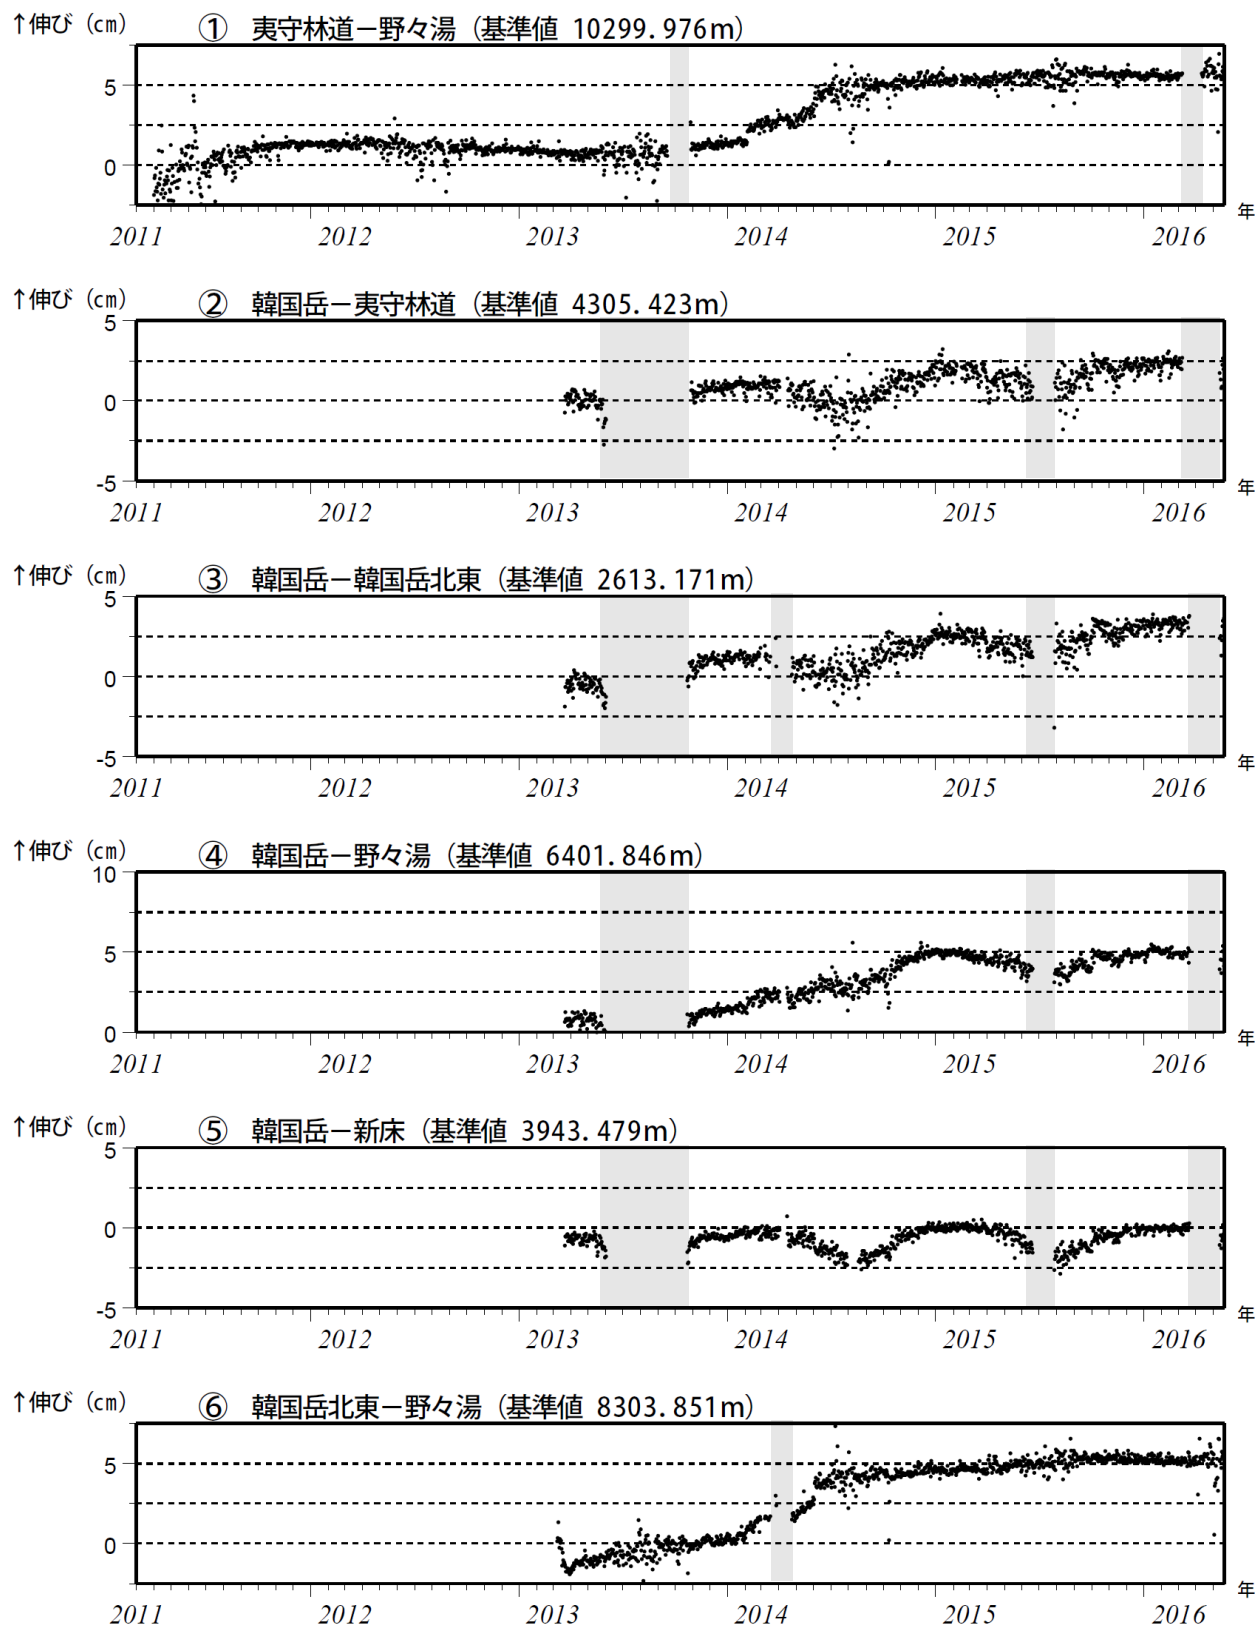 ↑伸び（cm） ① 夷守林道－野々湯（基準値 10299.976m）
5
0
年
2011 2012 2013 2014 2015 2016
↑伸び（cm） ② 韓国岳－夷守林道（基準値 4305.423m）
5
0
-5
年
2011 2012 2013 2014 2015 2016
↑伸び（cm） ③ 韓国岳－韓国岳北東（基準値 2613.171m）
5
0
-5
年
2011 2012 2013 2014 2015 2016
↑伸び（cm） ④ 韓国岳－野々湯（基準値 6401.846m）
10
5
0
年
2011 2012 2013 2014 2015 2016
↑伸び（cm） ⑤ 韓国岳－新床（基準値 3943.479m）
5
0
-5
年
2011 2012 2013 2014 2015 2016
↑伸び（cm） ⑥ 韓国岳北東－野々湯（基準値 8303.851m）
5
0
年
2011 2012 2013 2014 2015 2016